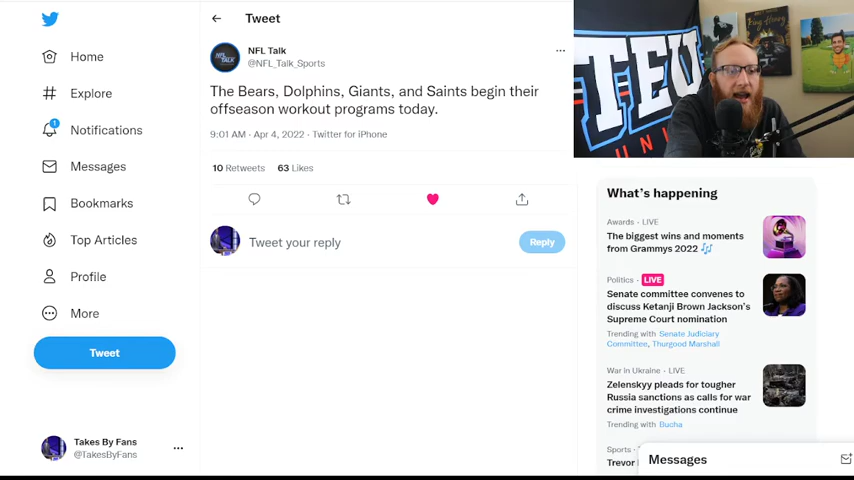 Home
Explore
1
Notifications
Messages
Bookmarks
Top Articles
Profile
More
Tweet
Takes By Fans
@TakesByFans
Tweet
NFL Talk
@NFL_Talk_Sports
The Bears, Dolphins, Giants, and Saints begin their
offseason workout programs today.
9:01 AM · Apr 4, 2022 · Twitter for iPhone
10 Retweets 63 Likes
Tweet your reply
Reply
TEU
King Henry
What's happening
Awards · LIVE
The biggest wins and moments
from Grammys 2022
Politics · LIVE
Senate committee convenes to
discuss Ketanji Brown Jackson's
Supreme Court nomination
Trending with Senate Judiciary
Committee, Thurgood Marshall
War in Ukraine · LIVE
Zelenskyy pleads for tougher
Russia sanctions as calls for war
crime investigations continue
Trending with Bucha
Sports ·
Trevor
Messages